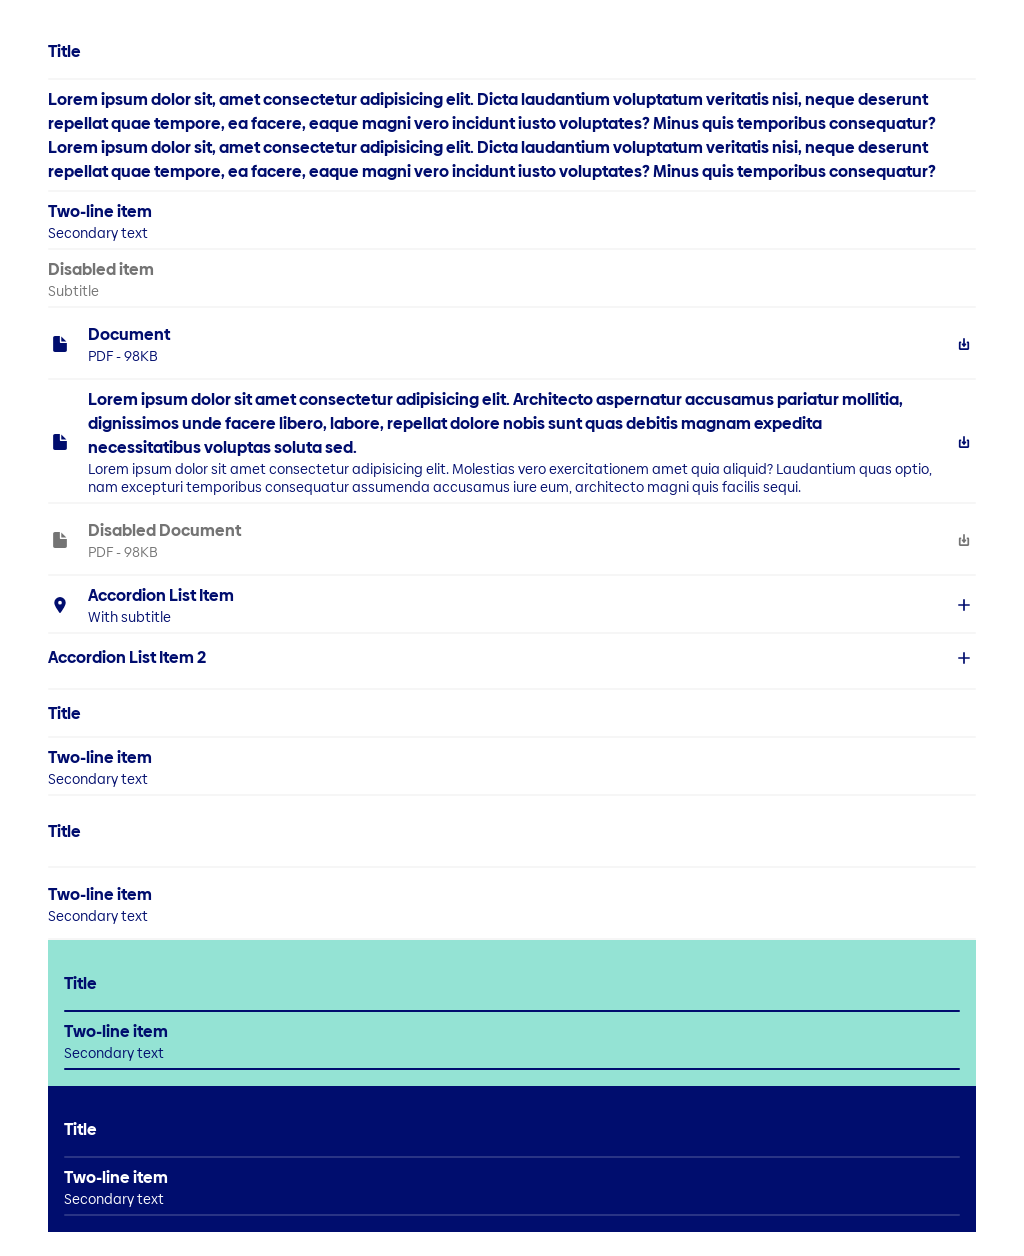 Title
Lorem ipsum dolor sit, amet consectetur adipisicing elit. Dicta laudantium voluptatum veritatis nisi, neque deserunt
repellat quae tempore, ea facere, eaque magni vero incidunt iusto voluptates? Minus quis temporibus consequatur?
Lorem ipsum dolor sit, amet consectetur adipisicing elit. Dicta laudantium voluptatum veritatis nisi, neque deserunt
repellat quae tempore, ea facere, eaque magni vero incidunt iusto voluptates? Minus quis temporibus consequatur?
Two-line item
Secondary text
Disabled item
Subtitle
Document
PDF - 98KB
Lorem ipsum dolor sit amet consectetur adipisicing elit. Architecto aspernatur accusamus pariatur mollitia,
dignissimos unde facere libero, labore, repellat dolore nobis sunt quas debitis magnam expedita
necessitatibus voluptas soluta sed.
Lorem ipsum dolor sit amet consectetur adipisicing elit. Molestias vero exercitationem amet quia aliquid? Laudantium quas optio,
nam excepturi temporibus consequatur assumenda accusamus iure eum, architecto magni quis facilis sequi.
Disabled Document
PDF - 98KB
Accordion List Item
With subtitle
Accordion List Item 2
Title
Two-line item
Secondary text
Title
Two-line item
Secondary text
Title
Two-line item
Secondary text
Title
Two-line item
Secondary text